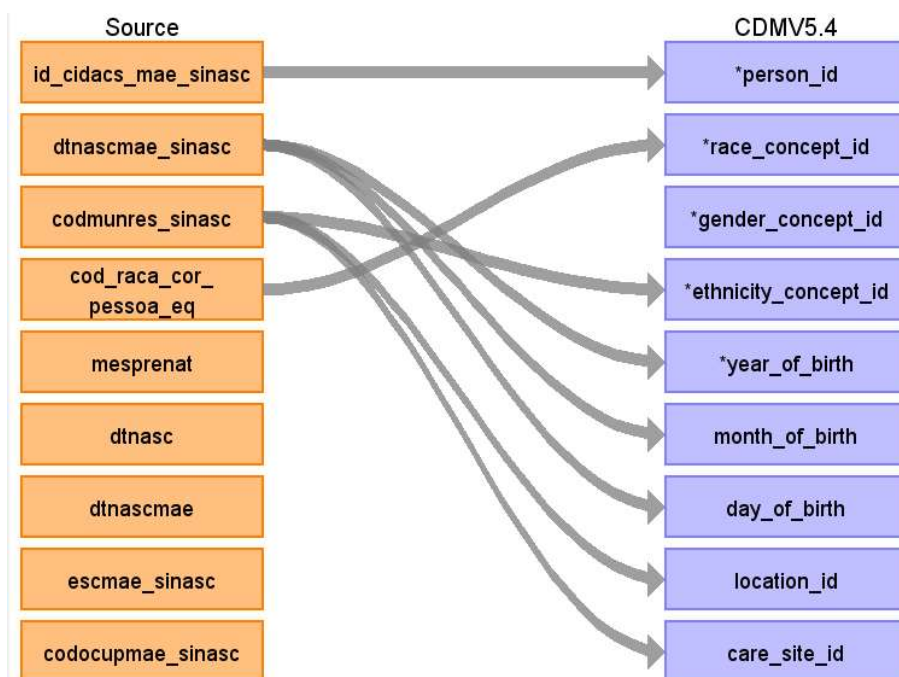 Source
CDMV5.4
id_cidacs_mae_sinasc
*person_id
dtnascmae_sinasc
*race_concept_id
codmunres_sinasc
*gender_concept_id
cod_raca_cor_
pessoa_eq
*ethnicity_concept_id
mesprenat
*year_of_birth
dtnasc
month_of_birth
dtnascmae
day_of_birth
escmae_sinasc
location_id
codocupmae_sinasc
care_site_id